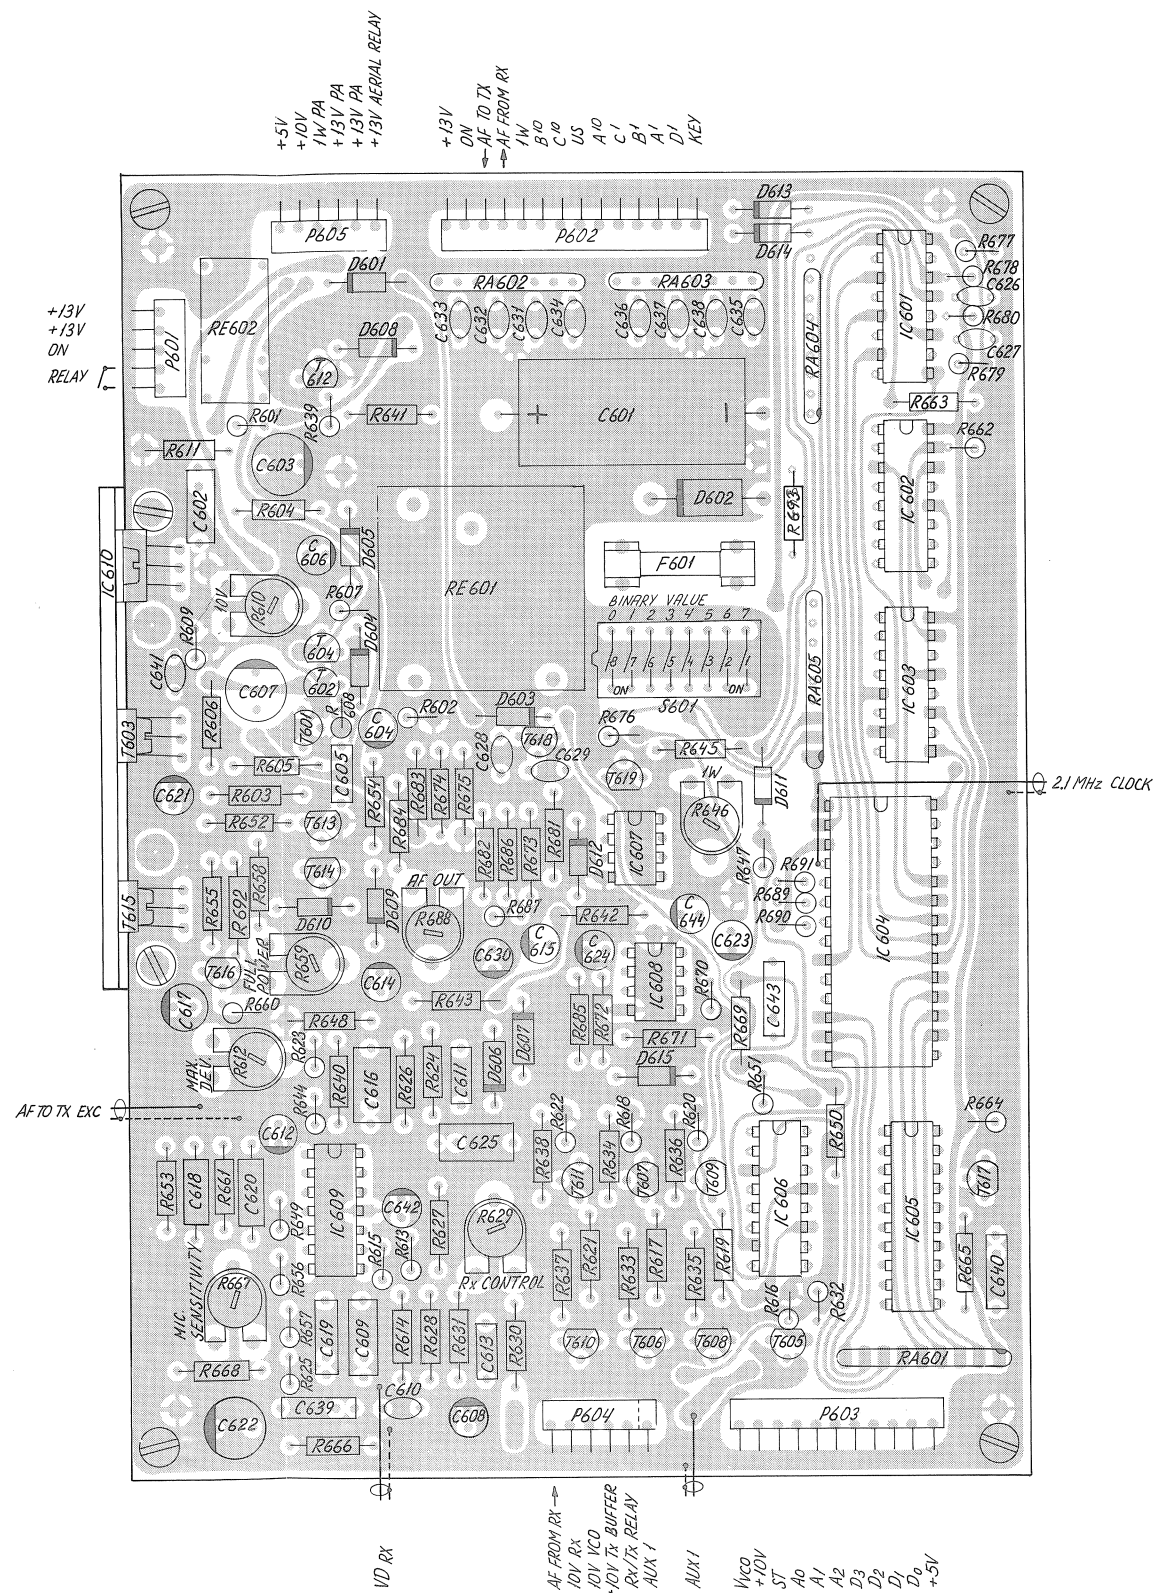 +5V
+10V
1W PA
+13V PA
+13V PA
+13V AERIAL RELAY
+13V
ON
AF TO TX
AF FROM RX
1W
B10
C10
US
A10
C1
B1
A1
D1
KEY
P605
P602
D613
D614
R677
R678
C626
R680
C627
R679
D601
RA602
RA603
RA604
IC601
+13V
+13V
ON
RELAY
P601
RE602
D608
T612
C633
C632
C631
C634
C636
C637
C638
C635
R601
R639
R641
C601
+
-
R663
R662
R611
C603
C602
R604
C606
D605
D602
R693
IC602
F601
IC610
10V
R610
R607
D604
RE601
BINARY VALUE
0 1 2 3 4 5 6 7
8 7 6 5 4 3 2 1
ON
ON
S601
R609
C641
T604
T602
C607
RA605
IC603
T603
R606
T601
R608
C604
R602
D603
T618
C628
C629
R676
R645
T619
1W
R646
D611
2.1 MHz CLOCK
R605
C605
R654
R683
R674
R675
C621
R603
R684
R652
T613
R682
R686
R673
R681
D612
IC607
R647
R691
R689
R690
IC604
T614
AF OUT
R688
R687
T615
R655
R692
R658
D610
D609
R642
C644
C623
C615
C624
C630
IC608
T616
FULL POWER
R659
C614
R643
R670
R669
C643
C617
R660
R648
D607
R685
R672
R671
MAX. DEV.
R612
R623
R640
C616
R626
R624
C611
D606
D615
R651
AF TO TX EXC
R644
C612
C625
R622
R618
R620
R650
R664
R638
R634
R636
T611
T607
T609
T617
R653
C618
R661
C620
R649
IC609
C642
R627
R629
Rx CONTROL
IC606
IC605
R615
R613
R656
R637
R621
R633
R617
R635
R619
R665
C640
MIC. SENSITIVITY
R667
R616
R632
R657
C619
C609
R614
R628
R631
C613
R630
T610
T606
T608
T605
RA601
R668
R625
C622
C639
C610
C608
P604
P603
R666
VD RX
AF FROM RX
10V RX
10V VCO
+10V Tx BUFFER
Rx/Tx RELAY
AUX 1
AUX1
VVCO
+10V
ST
A0
A1
A2
D3
D2
D1
D0
+5V